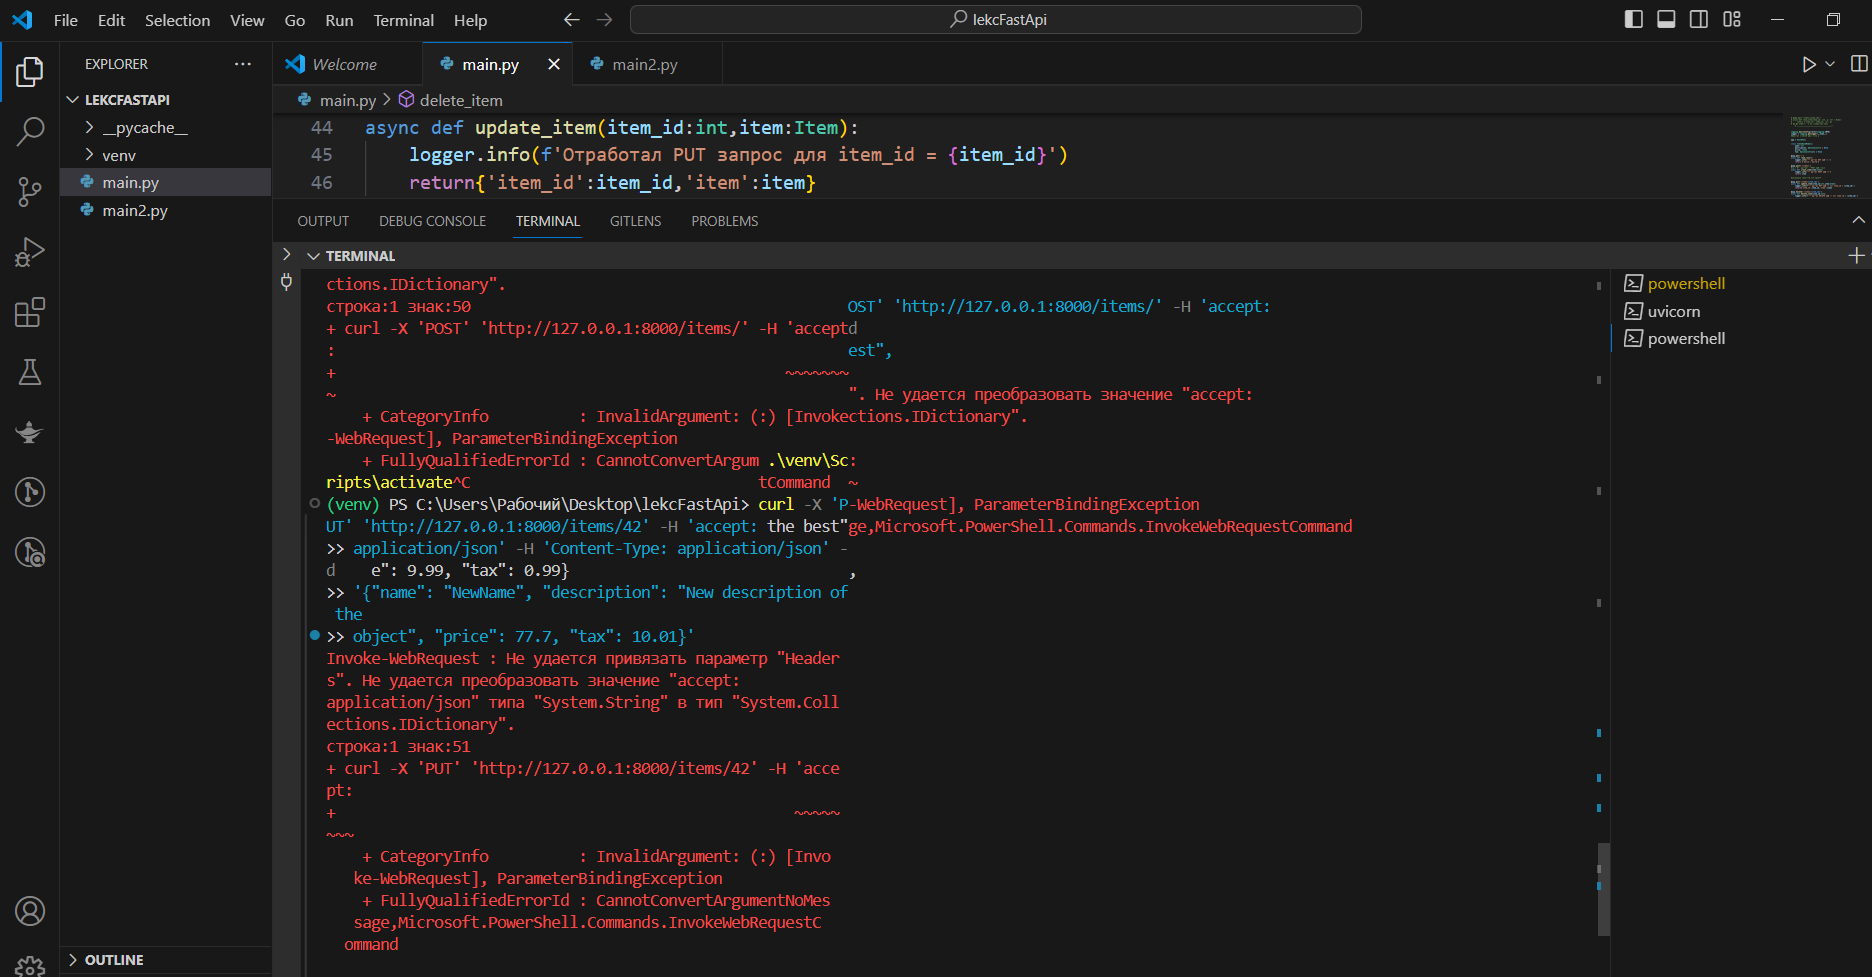 File Edit Selection View Go Run Terminal Help
lekcFastApi
EXPLORER
Welcome
main.py
main2.py
LEKCFASTAPI
__pycache__
venv
main.py
main2.py
main.py > delete_item
44 async def update_item(item_id:int,item:Item):
45 logger.info(f'Отработал PUT запрос для item_id = {item_id}')
46 return{'item_id':item_id,'item':item}
OUTPUT DEBUG CONSOLE TERMINAL GITLENS PROBLEMS
TERMINAL
powershell
uvicorn
powershell
ctions.IDictionary".
строка:1 знак:50 OST' 'http://127.0.0.1:8000/items/' -H 'accept:
+ curl -X 'POST' 'http://127.0.0.1:8000/items/' -H 'acceptd
: est",
+ ~~~~~~~
~ ". Не удается преобразовать значение "accept:
+ CategoryInfo : InvalidArgument: (:) [Invokections.IDictionary".
-WebRequest], ParameterBindingException
+ FullyQualifiedErrorId : CannotConvertArgum .\venv\Sc:
ripts\activate^C tCommand ~
(venv) PS C:\Users\Рабочий\Desktop\lekcFastApi> curl -X 'P-WebRequest], ParameterBindingException
UT' 'http://127.0.0.1:8000/items/42' -H 'accept: the best"ge,Microsoft.PowerShell.Commands.InvokeWebRequestCommand
>> application/json' -H 'Content-Type: application/json' -
d e": 9.99, "tax": 0.99} ,
>> '{"name": "NewName", "description": "New description of
the
>> object", "price": 77.7, "tax": 10.01}'
Invoke-WebRequest : Не удается привязать параметр "Header
s". Не удается преобразовать значение "accept:
application/json" типа "System.String" в тип "System.Coll
ections.IDictionary".
строка:1 знак:51
+ curl -X 'PUT' 'http://127.0.0.1:8000/items/42' -H 'acce
pt:
+ ~~~~~
~~~
+ CategoryInfo : InvalidArgument: (:) [Invo
ke-WebRequest], ParameterBindingException
+ FullyQualifiedErrorId : CannotConvertArgumentNoMes
sage,Microsoft.PowerShell.Commands.InvokeWebRequestC
ommand
OUTLINE